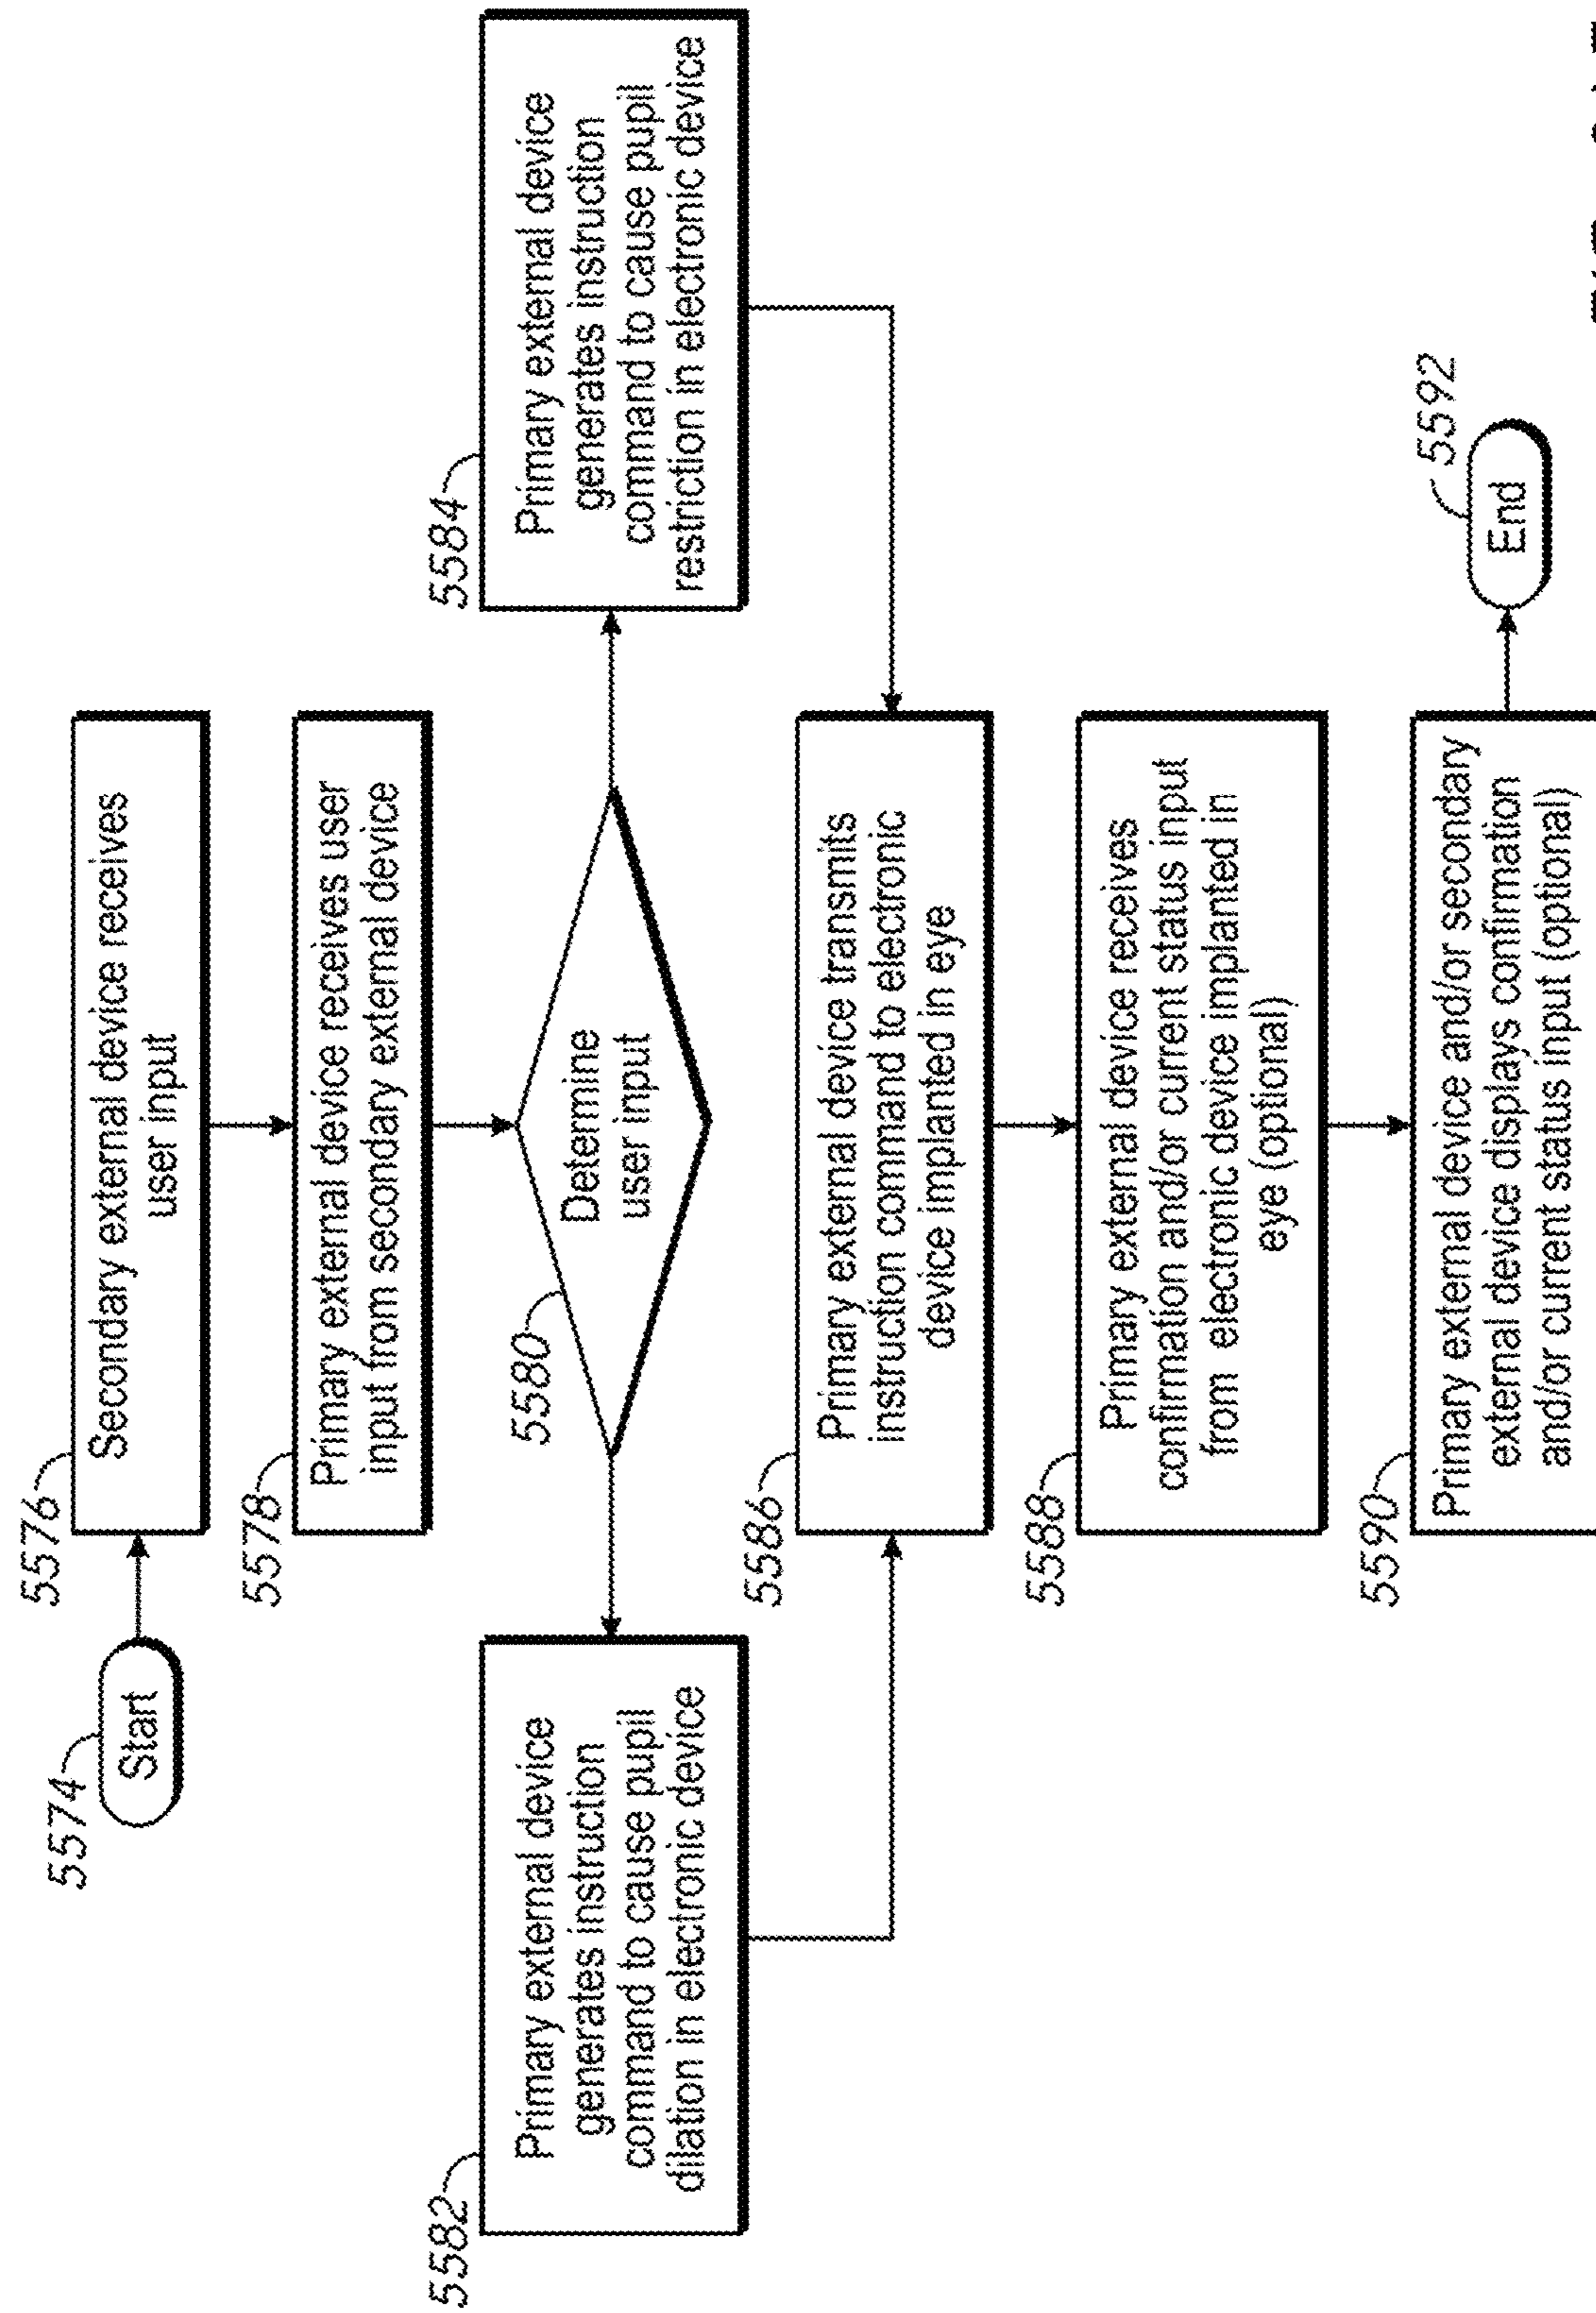 5574
Start
5576
Secondary external device receives
user input
5578
Primary external device receives user
input from secondary external device
5580
Determine
user input
5582
Primary external device
generates instruction
command to cause pupil
dilation in electronic device
5584
Primary external device
generates instruction
command to cause pupil
restriction in electronic device
5586
Primary external device transmits
instruction command to electronic
device implanted in eye
5588
Primary external device receives
confirmation and/or current status input
from electronic device implanted in
eye (optional)
5590
Primary external device and/or secondary
external device displays confirmation
and/or current status input (optional)
5592
End